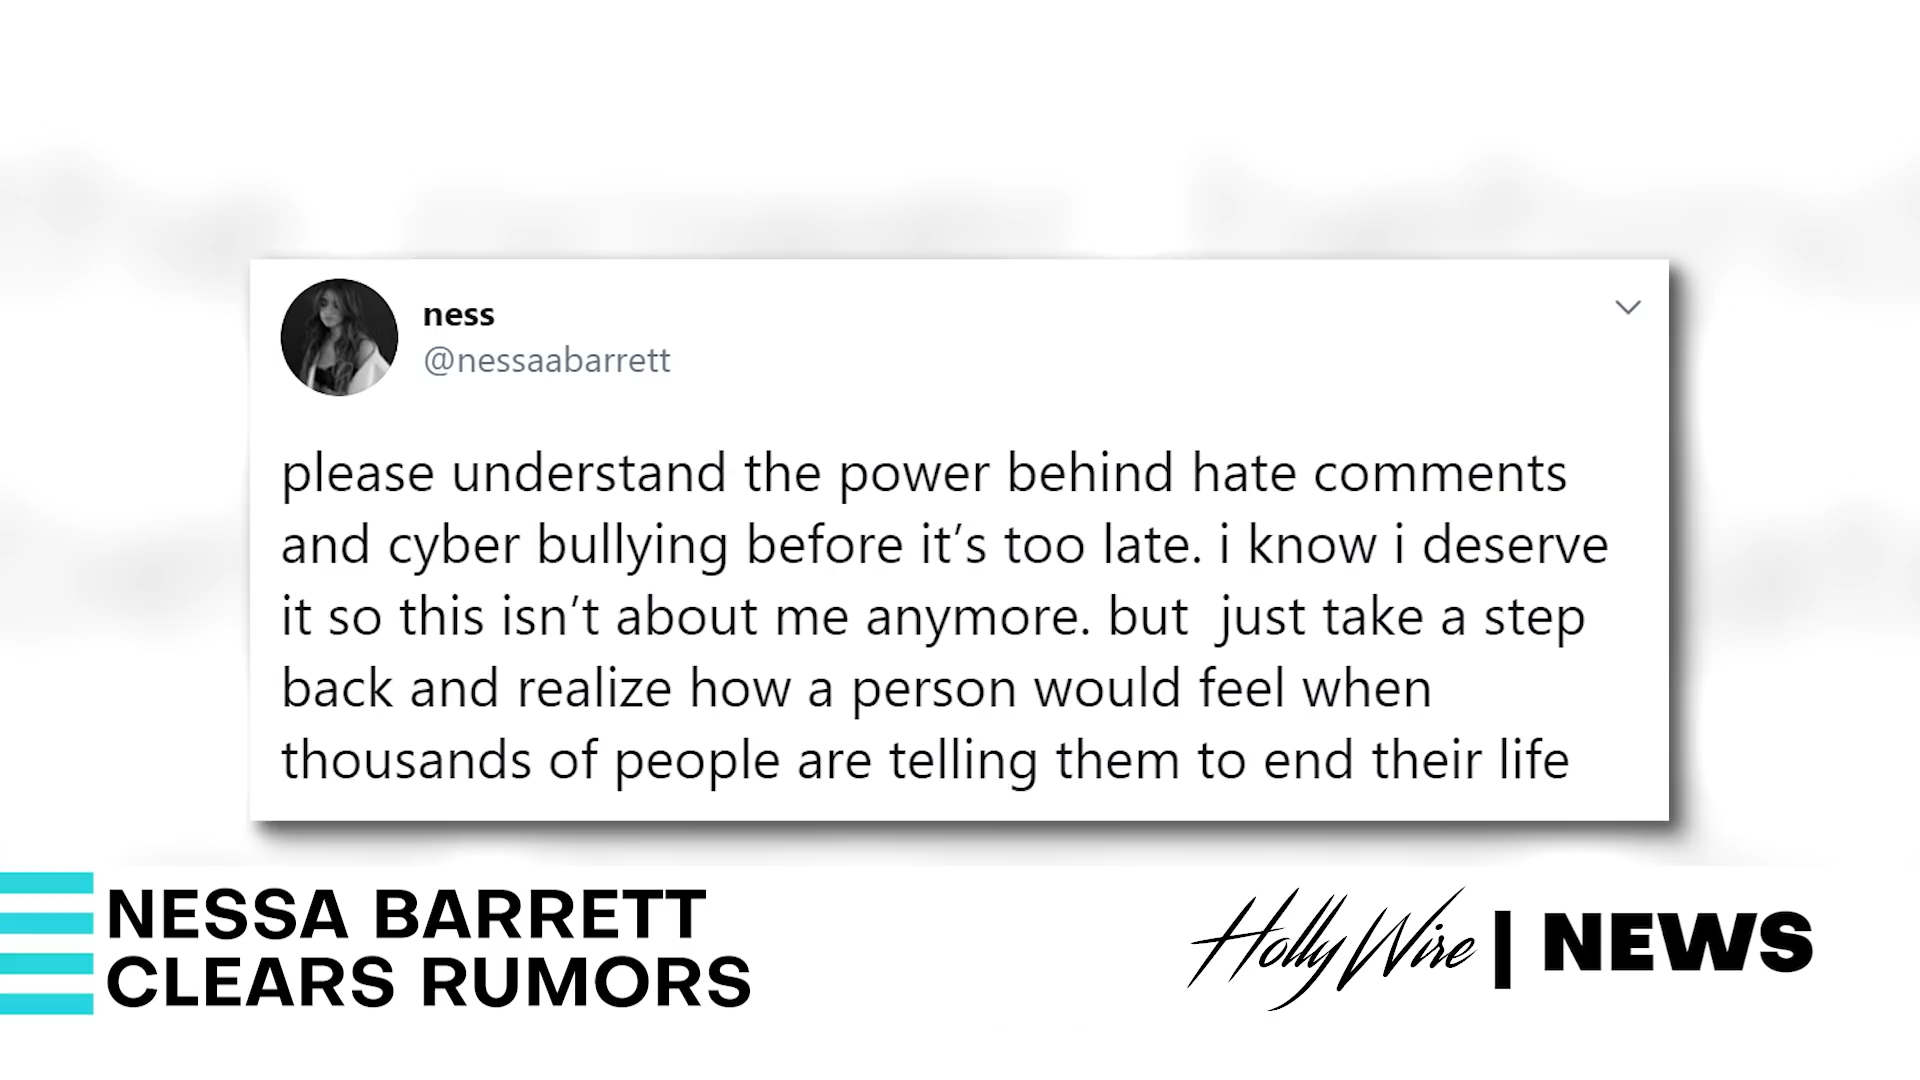 ness
@nessaabarrett
please understand the power behind hate comments
and cyber bullying before it’s too late. i know i deserve
it so this isn’t about me anymore. but  just take a step
back and realize how a person would feel when
thousands of people are telling them to end their life
NESSA BARRETT
CLEARS RUMORS
HollyWire | NEWS